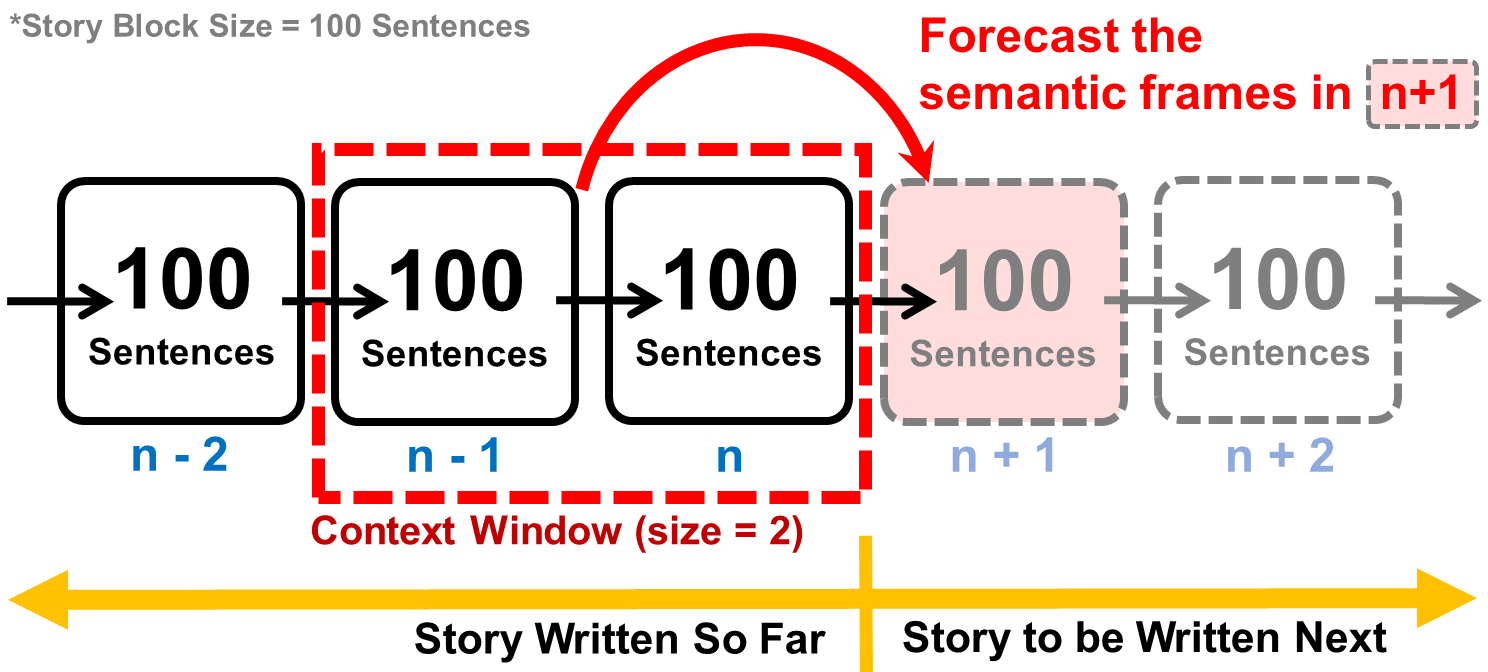 *Story Block Size = 100 Sentences
Forecast the
semantic frames in n+1
100 100 100 100 100
Sentences Sentences Sentences Sentences Sentences
n - 2 n - 1 n n + 1 n + 2
Context Window (size = 2)
Story Written So Far Story to be Written Next